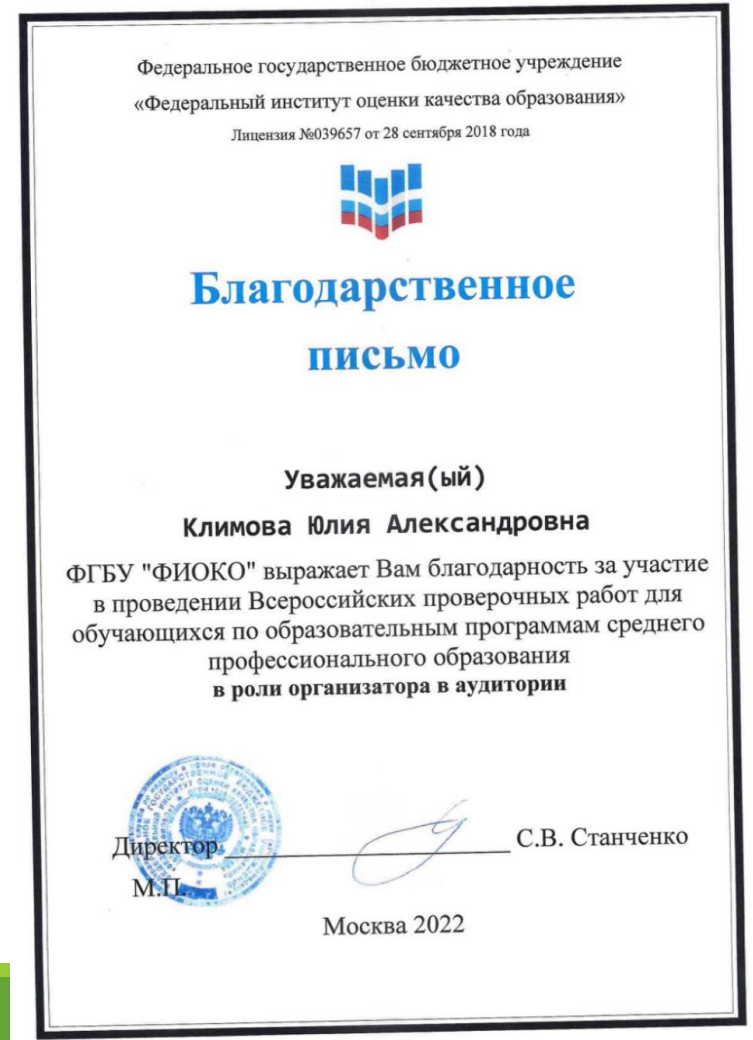 Федеральное государственное бюджетное учреждение
«Федеральный институт оценки качества образования»
Лицензия №039657 от 28 сентября 2018 года
Благодарственное
письмо
Уважаемая(ый)
Климова Юлия Александровна
ФГБУ "ФИОКО" выражает Вам благодарность за участие
в проведении Всероссийских проверочных работ для
обучающихся по образовательным программам среднего
профессионального образования
в роли организатора в аудитории
Директор С.В. Станченко
М.П.
Москва 2022